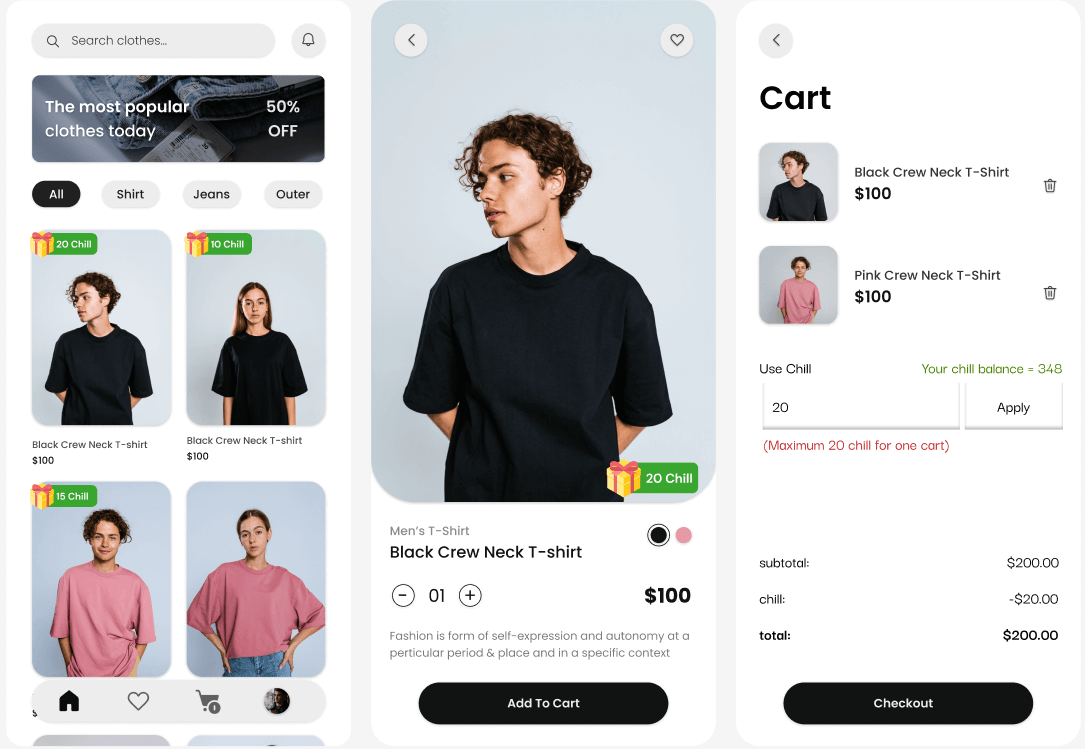 Search clothes...
The most popular
clothes today
50%
OFF
All
Shirt
Jeans
Outer
20 Chill
10 Chill
Black Crew Neck T-shirt
$100
Black Crew Neck T-shirt
$100
15 Chill
20 Chill
Men's T-Shirt
Black Crew Neck T-shirt
01
$100
Fashion is form of self-expression and autonomy at a
perticular period & place and in a specific context
Add To Cart
Cart
Black Crew Neck T-Shirt
$100
Pink Crew Neck T-Shirt
$100
Use Chill
Your chill balance = 348
20
Apply
(Maximum 20 chill for one cart)
subtotal:
$200.00
chill:
-$20.00
total:
$200.00
Checkout